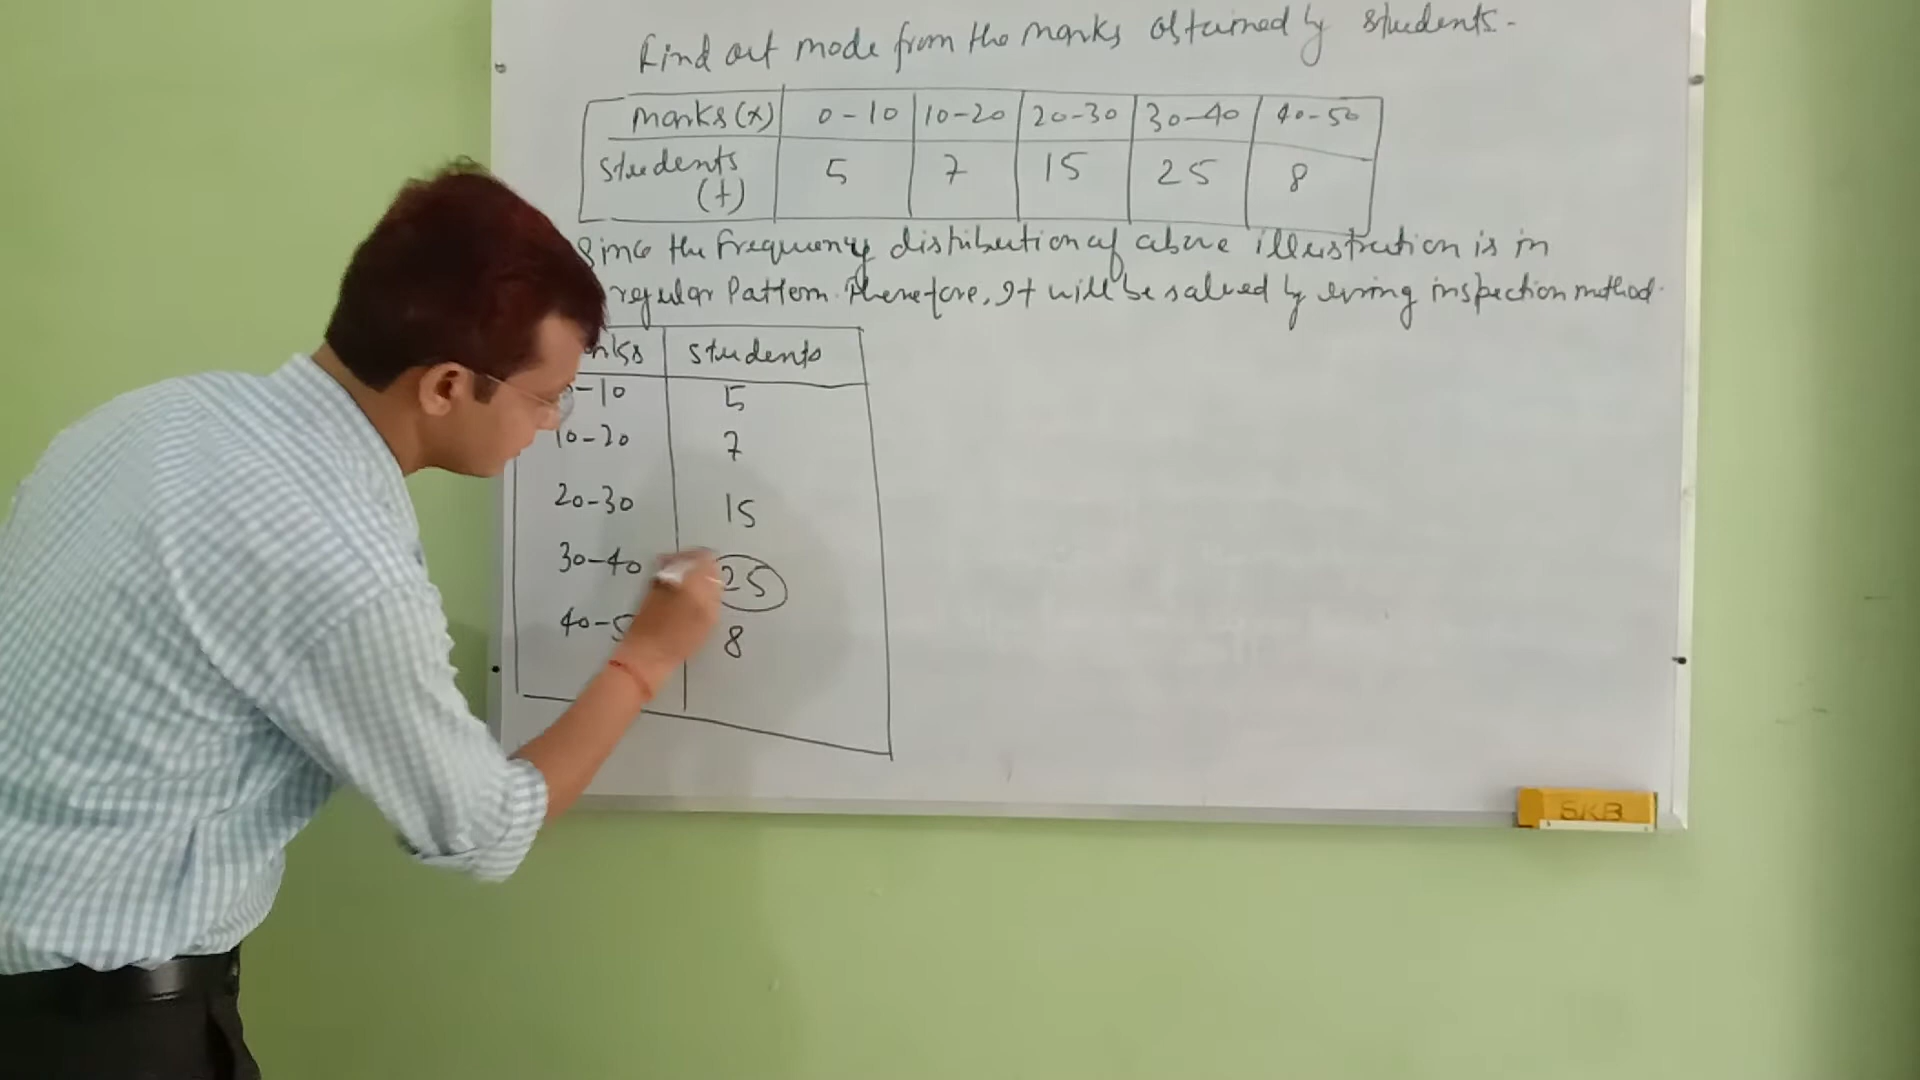 Find out mode from the marks obtained by students.
Marks (x) 0-10 10-20 20-30 30-40 40-50
Students (f) 5 7 15 25 8
Since the frequency distribution of above illustration is in
regular Pattern. Therefore, It will be solved by using inspection method.
students
-10 5
10-20 7
20-30 15
30-40 25
40-5 8
SKB